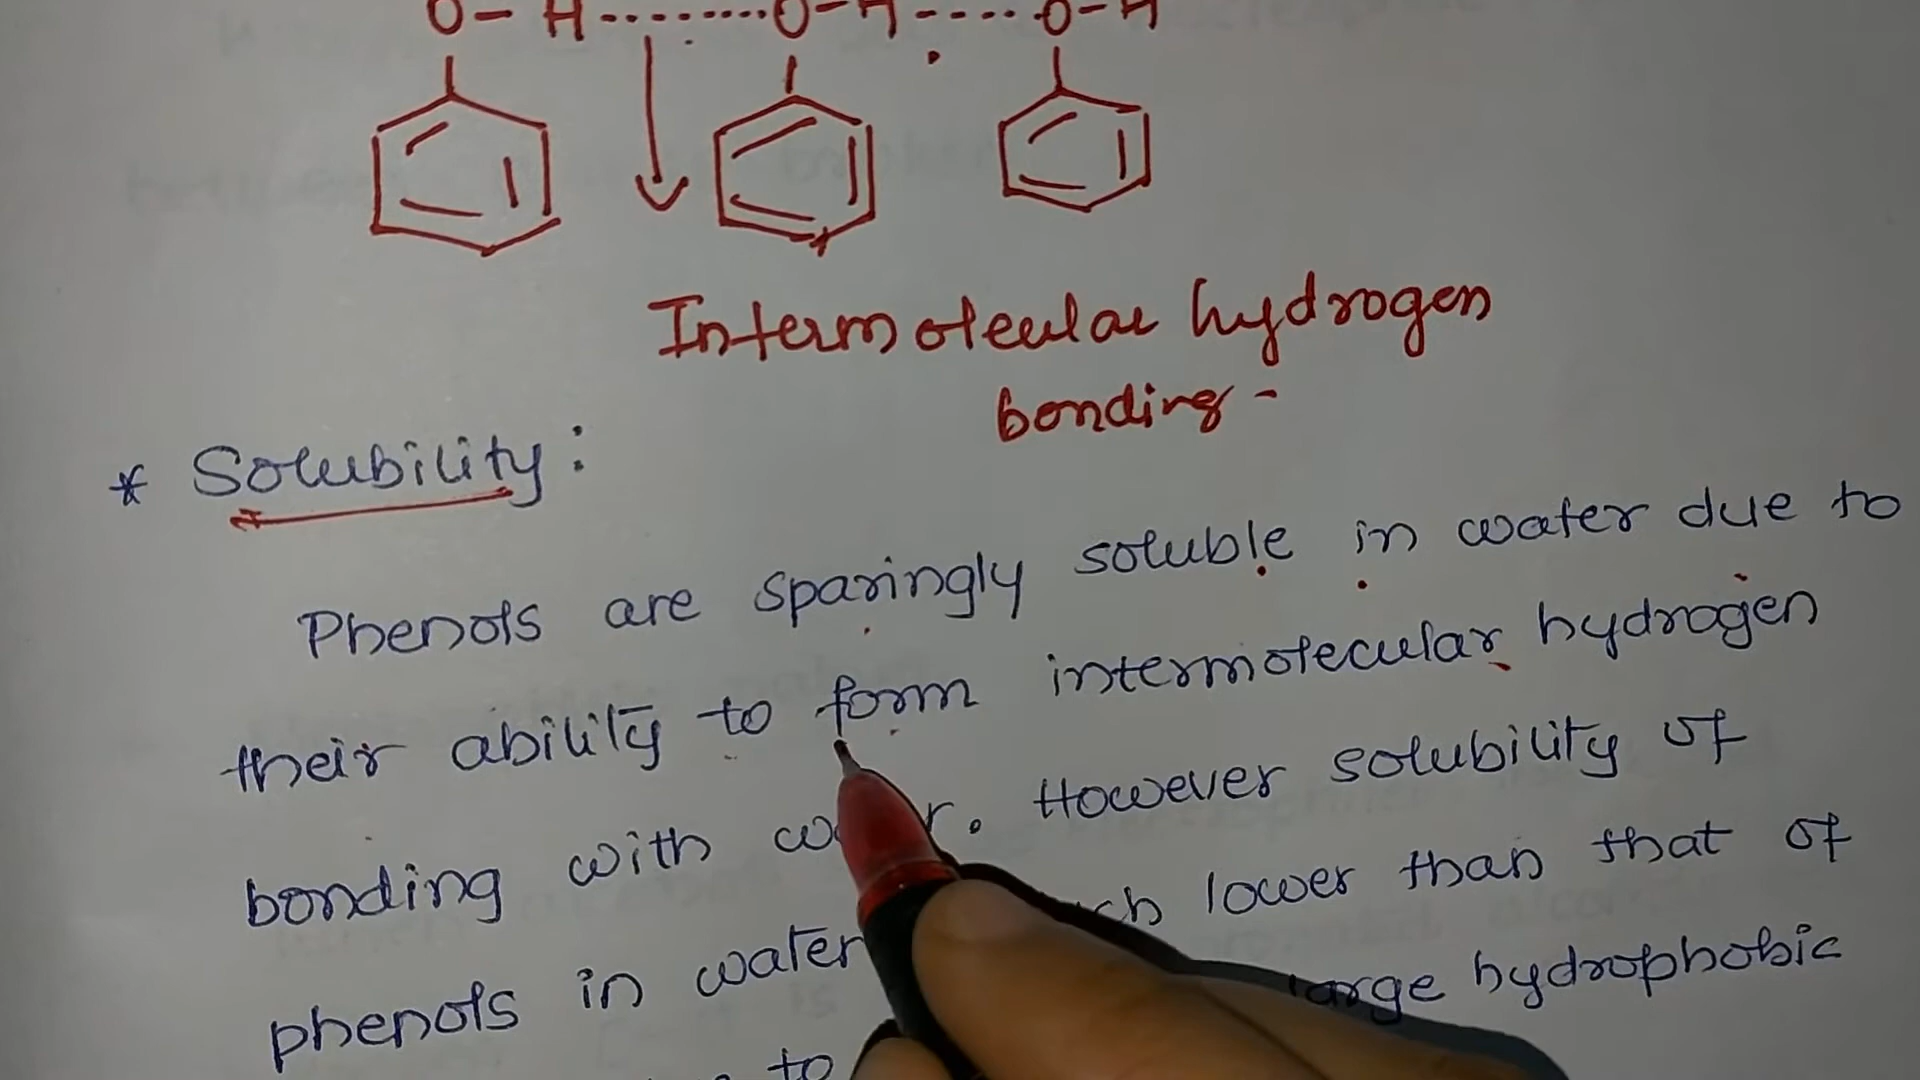 O-H........O-H.....O-H
Intermolecular hydrogen
bonding-
* Solubility:
Phenols are sparingly soluble in water due to
their ability to form intermolecular hydrogen
bonding with. However solubility of
phenols in water lower than that of
large hydrophobic
to